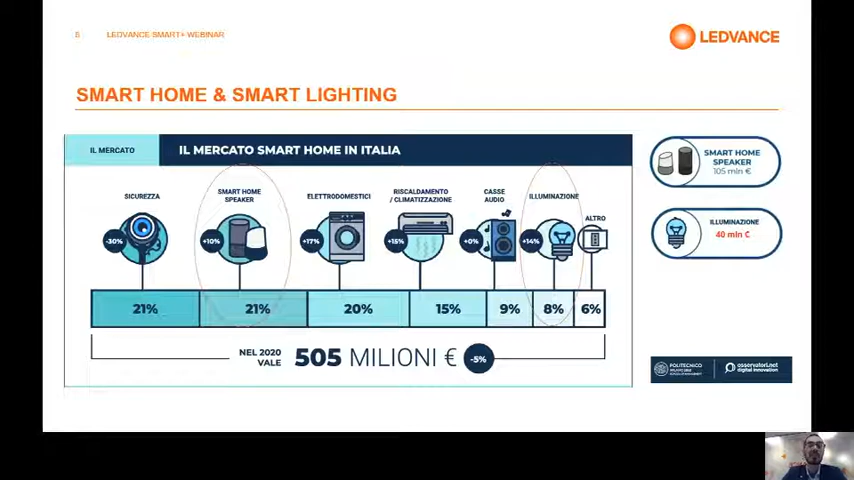 5 LEDVANCE SMART+ WEBINAR
LEDVANCE
SMART HOME & SMART LIGHTING
IL MERCATO
IL MERCATO SMART HOME IN ITALIA
SICUREZZA
SMART HOME
SPEAKER
ELETTRODOMESTICI
RISCALDAMENTO
/ CLIMATIZZAZIONE
CASSE
AUDIO
ILLUMINAZIONE
ALTRO
-30%
+10%
+17%
+15%
+0%
+14%
21%
21%
20%
15%
9%
8%
6%
NEL 2020
VALE
505 MILIONI €
-5%
SMART HOME
SPEAKER
105 mln €
ILLUMINAZIONE
40 mln €
POLITECNICO
osservatori.net
digital innovation